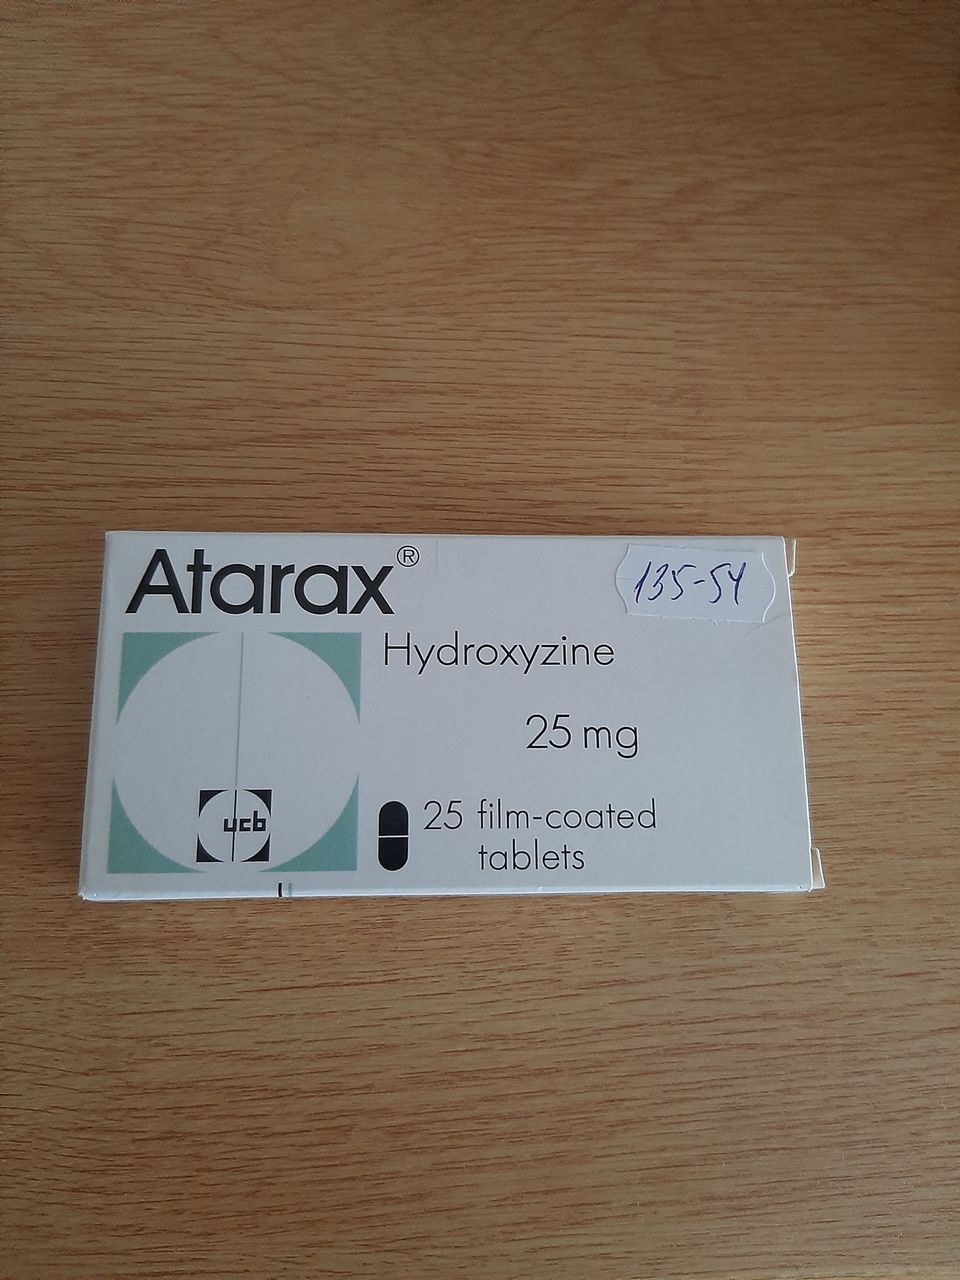 Atarax®
135-54
Hydroxyzine
25 mg
ucb
25 film-coated
tablets